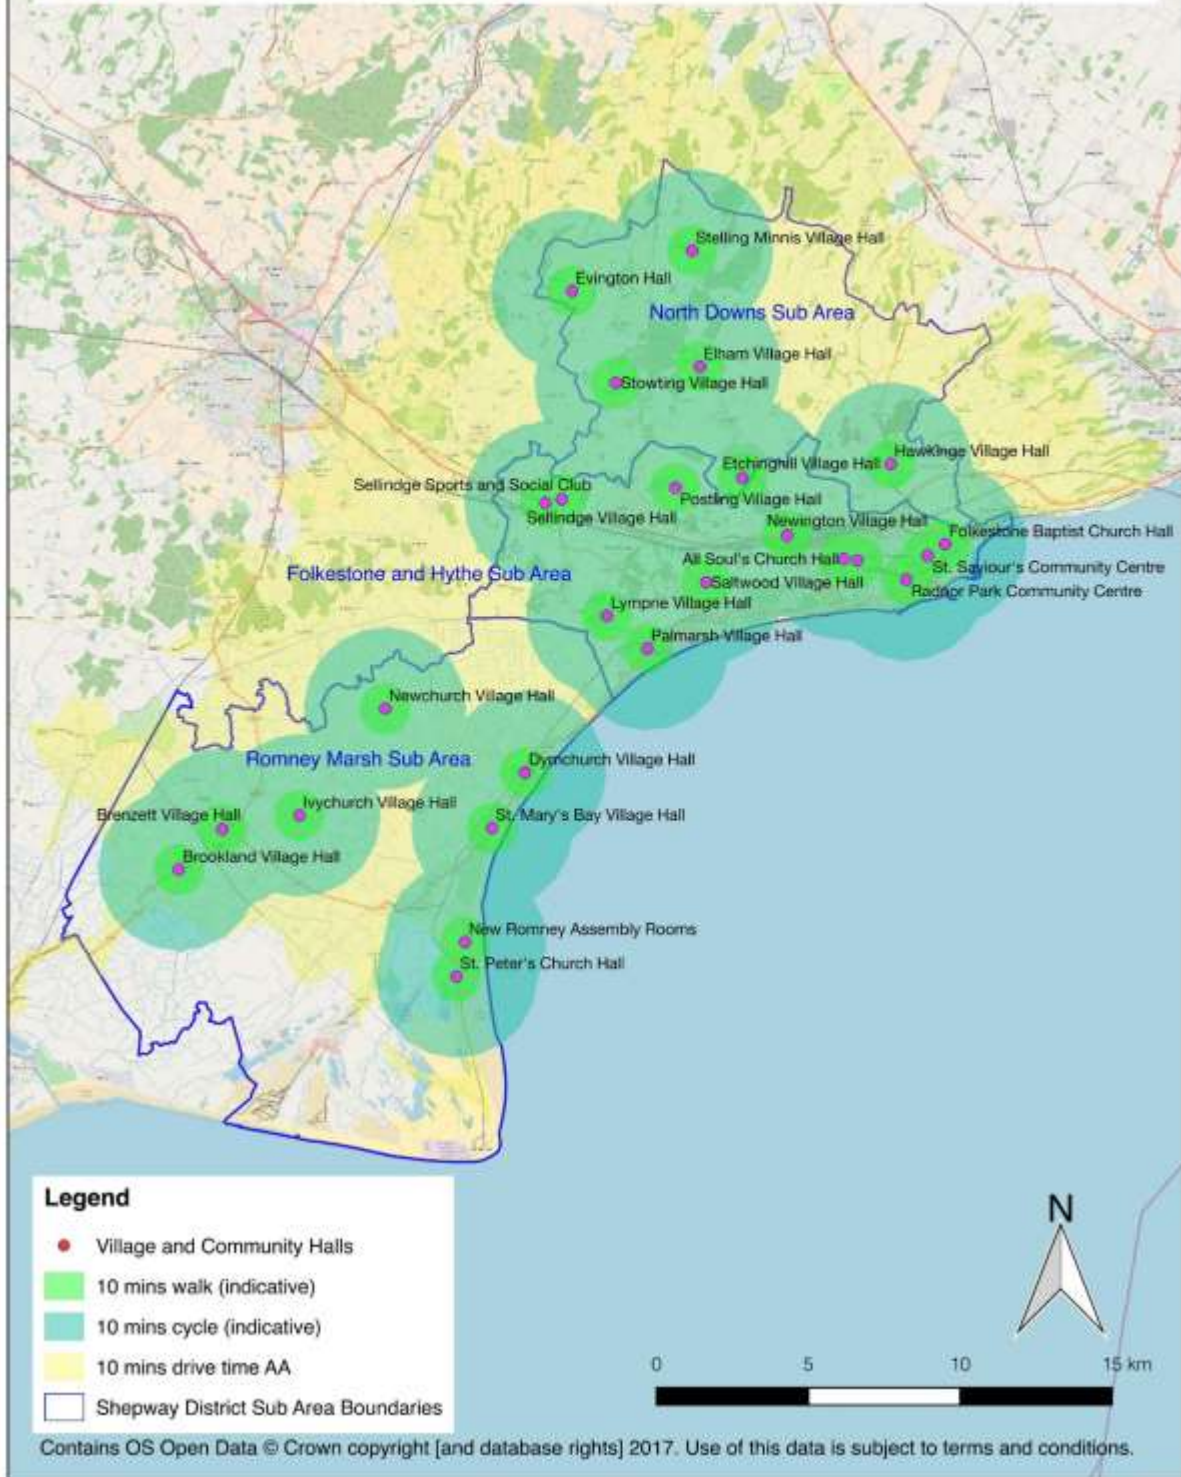 Stelling Minnis Village Hall
Evington Hall
North Downs Sub Area
Elham Village Hall
Stowting Village Hall
Hawkinge Village Hall
Etchinghill Village Hall
Sellindge Sports and Social Club
Postling Village Hall
Sellindge Village Hall
Newington Village Hall
Folkestone Baptist Church Hall
All Soul's Church Hall
St. Saviour's Community Centre
Folkestone and Hythe Sub Area
Saltwood Village Hall
Radnor Park Community Centre
Lympne Village Hall
Palmarsh Village Hall
Newchurch Village Hall
Romney Marsh Sub Area
Dymchurch Village Hall
Ivychurch Village Hall
Brenzett Village Hall
St. Mary's Bay Village Hall
Brookland Village Hall
New Romney Assembly Rooms
St. Peter's Church Hall
Legend
Village and Community Halls
10 mins walk (indicative)
10 mins cycle (indicative)
10 mins drive time AA
Shepway District Sub Area Boundaries
N
0 5 10 15 km
Contains OS Open Data © Crown copyright [and database rights] 2017. Use of this data is subject to terms and conditions.